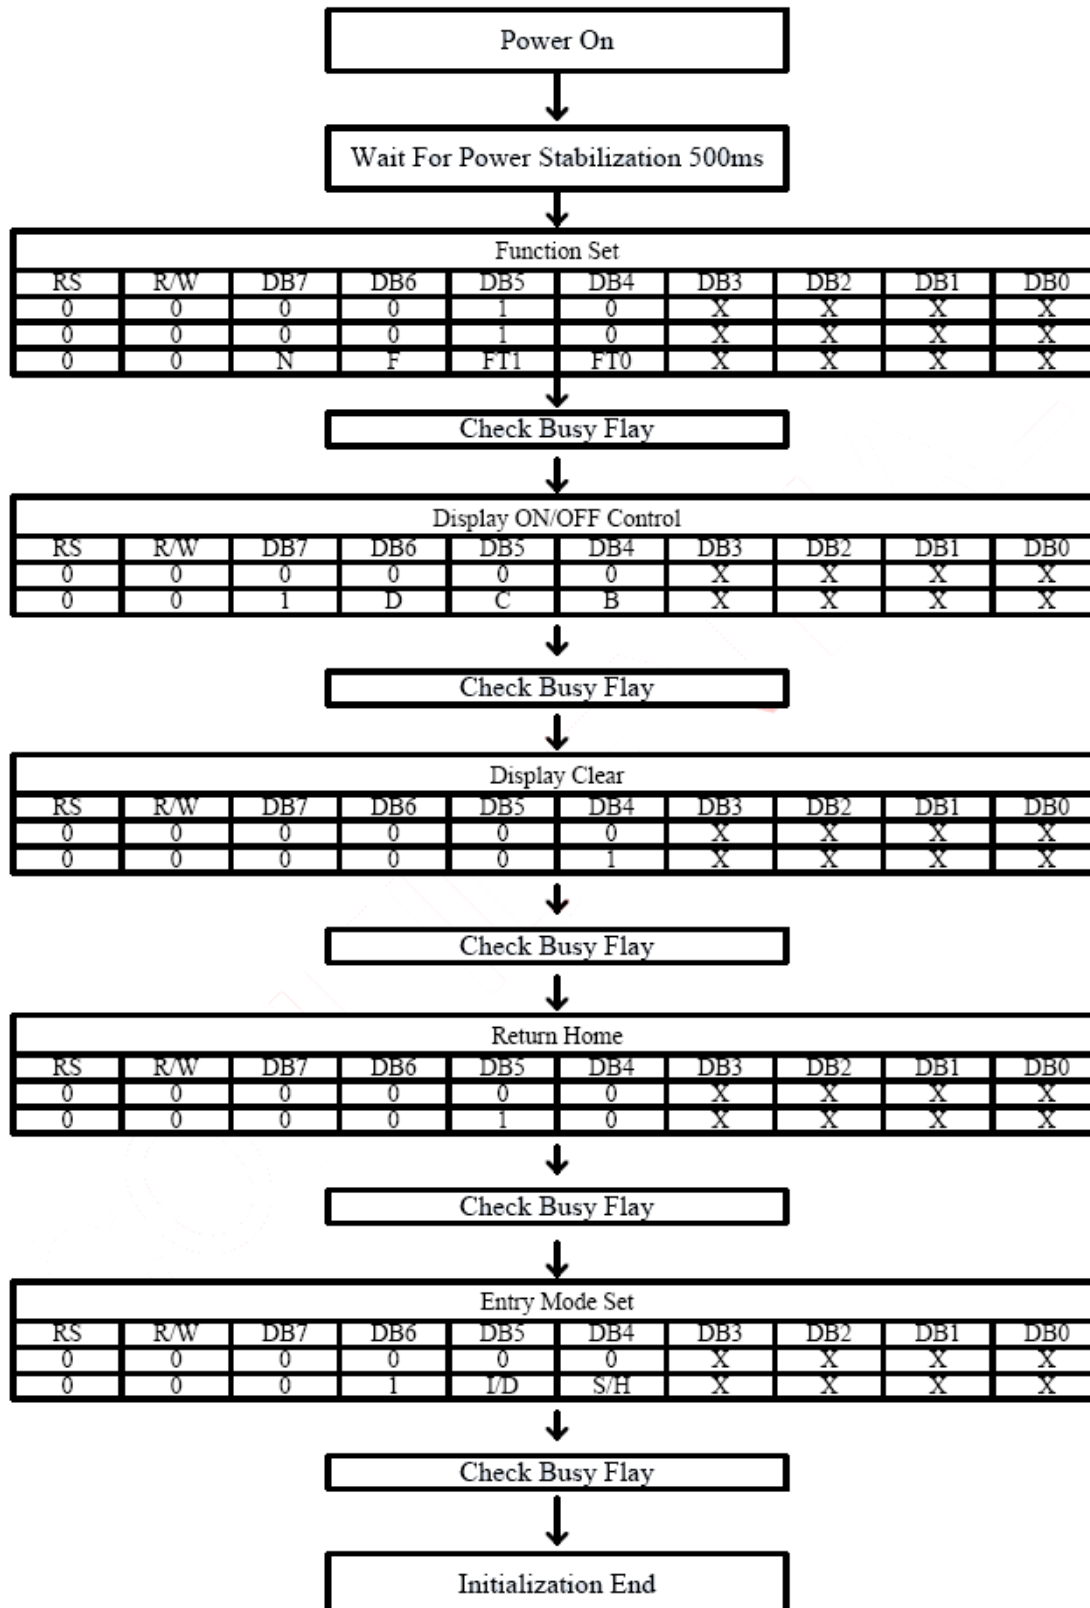 Power On
Wait For Power Stabilization 500ms
Function Set
RS R/W DB7 DB6 DB5 DB4 DB3 DB2 DB1 DB0
0 0 0 0 1 0 X X X X
0 0 0 0 1 0 X X X X
0 0 N F FT1 FT0 X X X X
Check Busy Flay
Display ON/OFF Control
RS R/W DB7 DB6 DB5 DB4 DB3 DB2 DB1 DB0
0 0 0 0 0 0 X X X X
0 0 1 D C B X X X X
Check Busy Flay
Display Clear
RS R/W DB7 DB6 DB5 DB4 DB3 DB2 DB1 DB0
0 0 0 0 0 0 X X X X
0 0 0 0 0 1 X X X X
Check Busy Flay
Return Home
RS R/W DB7 DB6 DB5 DB4 DB3 DB2 DB1 DB0
0 0 0 0 0 0 X X X X
0 0 0 0 1 0 X X X X
Check Busy Flay
Entry Mode Set
RS R/W DB7 DB6 DB5 DB4 DB3 DB2 DB1 DB0
0 0 0 0 0 0 X X X X
0 0 0 1 I/D S/H X X X X
Check Busy Flay
Initialization End